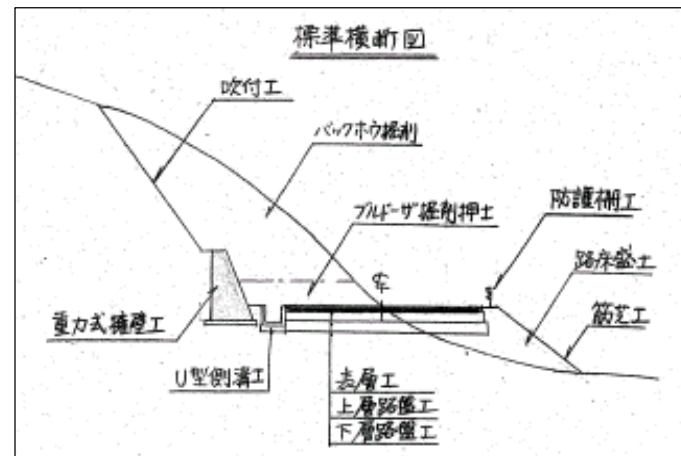 標準横断図
吹付工
バックホウ掘削
ブルドーザ掘削押土
防護柵工
路床盛工
筋芝工
重力式擁壁工
U型側溝工
表層工
上層路盤工
下層路盤工